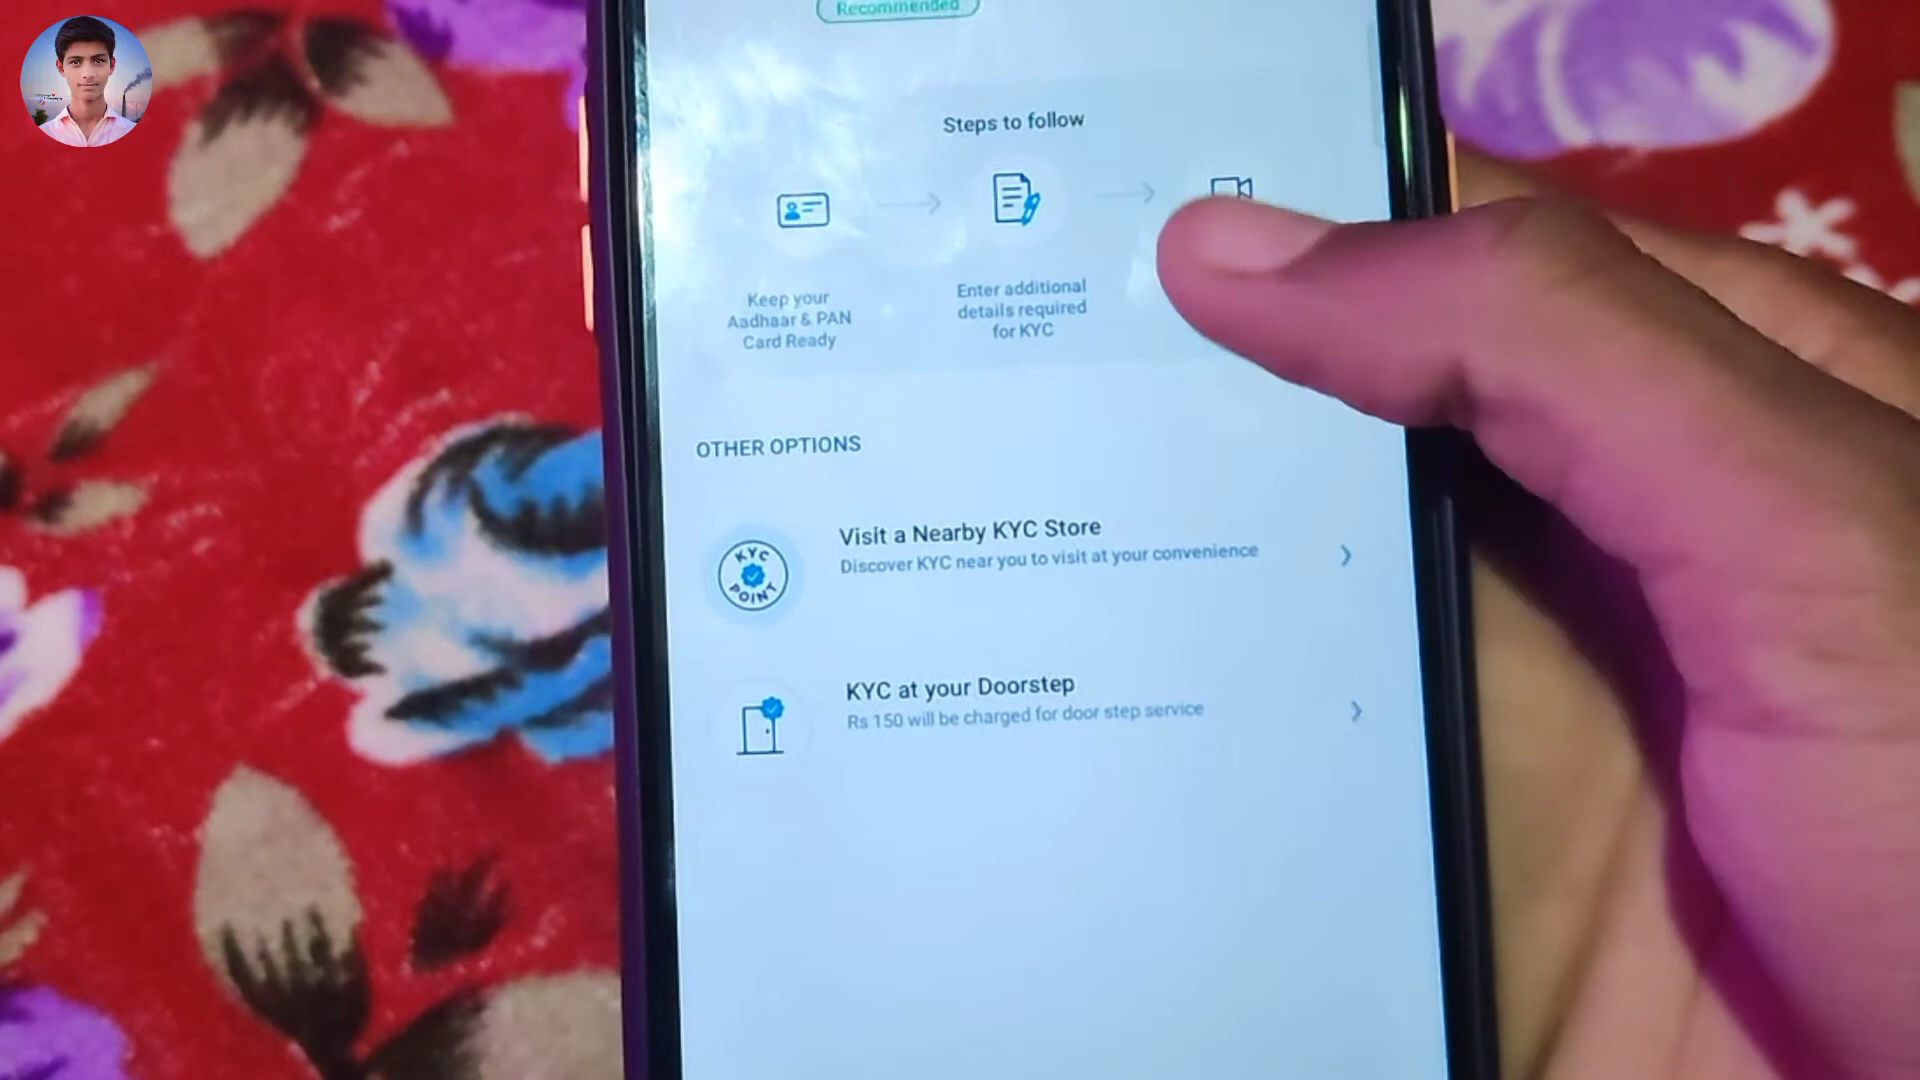 Recommended
Steps to follow
Keep your
Aadhaar & PAN
Card Ready
Enter additional
details required
for KYC
OTHER OPTIONS
KYC
POINT
Visit a Nearby KYC Store
Discover KYC near you to visit at your convenience
KYC at your Doorstep
Rs 150 will be charged for door step service